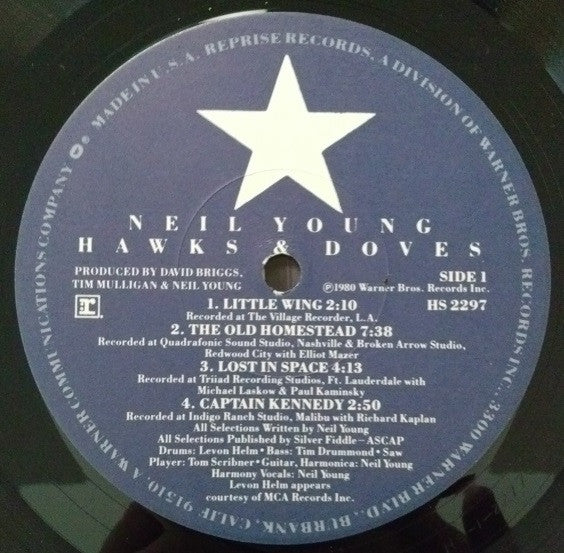 MADE IN U.S.A. REPRISE RECORDS, A DIVISION OF WARNER BROS. RECORDS INC., 3300 WARNER BLVD., BURBANK, CALIF. 91510, A WARNER COMMUNICATIONS COMPANY ®
NEIL YOUNG
HAWKS & DOVES
PRODUCED BY DAVID BRIGGS,
TIM MULLIGAN & NEIL YOUNG
r
SIDE 1
℗1980 Warner Bros. Records Inc.
HS 2297
1. LITTLE WING 2:10
Recorded at The Village Recorder, L.A.
2. THE OLD HOMESTEAD 7:38
Recorded at Quadrafonic Sound Studio, Nashville & Broken Arrow Studio,
Redwood City with Elliot Mazer
3. LOST IN SPACE 4:13
Recorded at Triiad Recording Studios, Ft. Lauderdale with
Michael Laskow & Paul Kaminsky
4. CAPTAIN KENNEDY 2:50
Recorded at Indigo Ranch Studio, Malibu with Richard Kaplan
All Selections Written by Neil Young
All Selections Published by Silver Fiddle–ASCAP
Drums: Levon Helm • Bass: Tim Drummond • Saw
Player: Tom Scribner • Guitar, Harmonica: Neil Young
Harmony Vocals: Neil Young
Levon Helm appears
courtesy of MCA Records Inc.